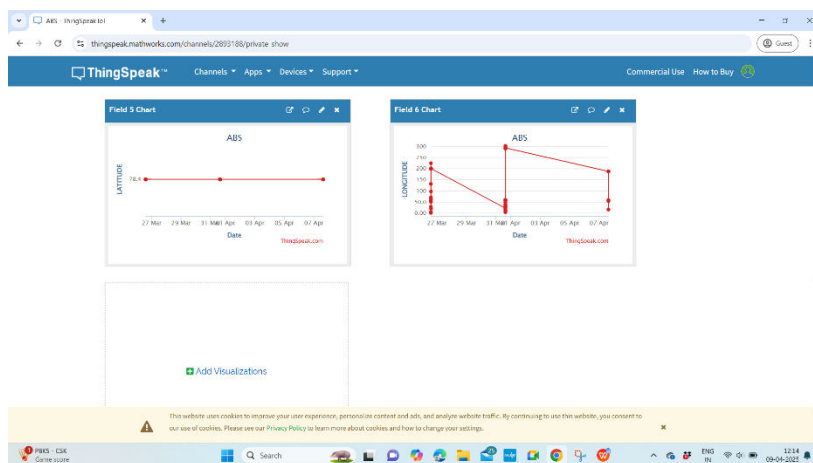 ABS - ThingSpeak IoT
thingspeak.mathworks.com/channels/2893188/private_show
Guest
ThingSpeak™
Channels
Apps
Devices
Support
Commercial Use
How to Buy
Field 5 Chart
ABS
LATITUDE
78.4
27 Mar 29 Mar 31 Mar 01 Apr 03 Apr 05 Apr 07 Apr
Date
ThingSpeak.com
Field 6 Chart
ABS
LONGITUDE
300
250
200
150
100
50.0
0.00
27 Mar 29 Mar 31 Mar 01 Apr 03 Apr 05 Apr 07 Apr
Date
ThingSpeak.com
Add Visualizations
This website uses cookies to improve your user experience, personalize content and ads, and analyze website traffic. By continuing to use this website, you consent to
our use of cookies. Please see our Privacy Policy to learn more about cookies and how to change your settings.
PBKS - CSK
Game score
Search
ENG
IN
12:14
09-04-2025